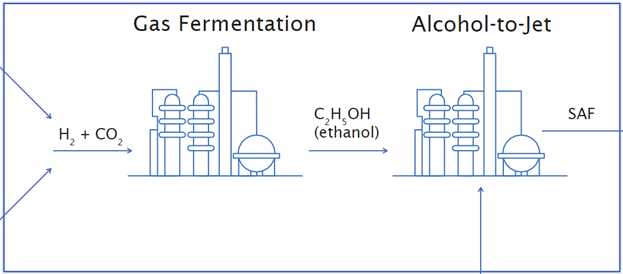 Gas Fermentation
Alcohol-to-Jet
H₂ + CO₂
C₂H₅OH
(ethanol)
SAF